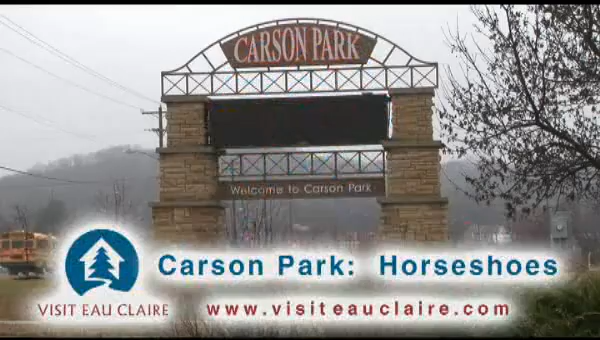 CARSON PARK
Welcome to Carson Park
Carson Park: Horseshoes
VISIT EAU CLAIRE
www.visiteauclaire.com